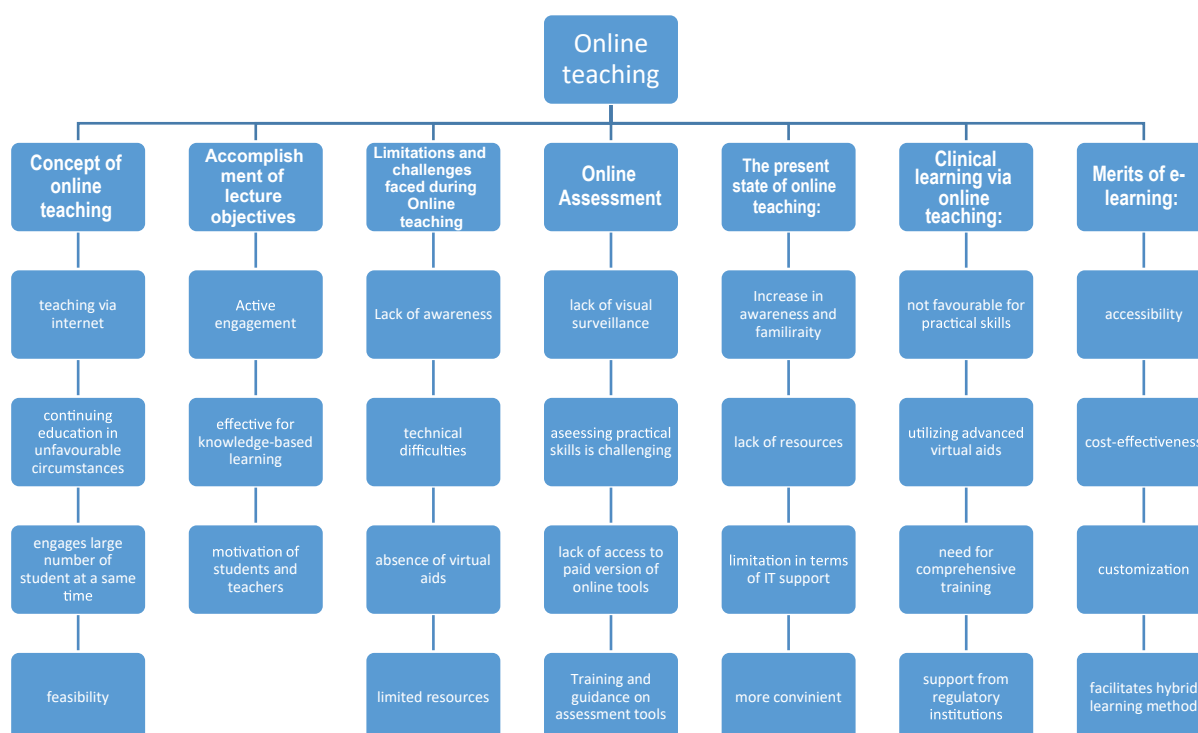 Online
teaching
Concept of
online
teaching
teaching via
internet
continuing
education in
unfavourable
circumstances
engages large
number of
student at a same
time
feasibility
Accomplish
ment of
lecture
objectives
Active
engagement
effective for
knowledge-based
learning
motivation of
students and
teachers
Limitations and
challenges
faced during
Online
teaching
Lack of awareness
technical
difficulties
absence of virtual
aids
limited resources
Online
Assessment
lack of visual
surveillance
aseessing practical
skills is challenging
lack of access to
paid version of
online tools
Training and
guidance on
assessment tools
The present
state of online
teaching:
Increase in
awareness and
familiraity
lack of resources
limitation in terms
of IT support
more convinient
Clinical
learning via
online
teaching:
not favourable for
practical skills
utilizing advanced
virtual aids
need for
comprehensive
training
support from
regulatory
institutions
Merits of e-
learning:
accessibility
cost-effectiveness
customization
facilitates hybrid
learning method